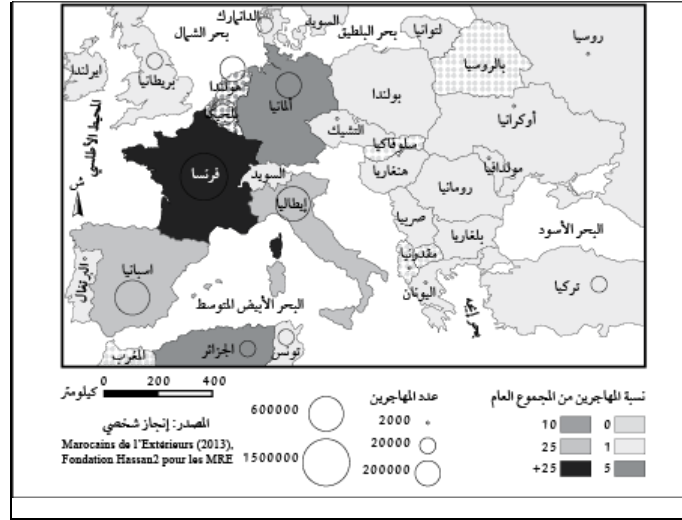 الدانمارك
السويد
بحر البلطيق
لتوانيا
روسيا
بحر الشمال
ايرلندا
بريطانيا
هولندا
ألمانيا
بولندا
بالروسيا
بلجيكا
المحيط الأطلسي
التشيك
أوكرانيا
سلوفاكيا
ش
فرنسا
السويد
هنغاريا
مولدافيا
رومانيا
إيطاليا
صربيا
البحر الأسود
بلغاريا
مقدونيا
البرتغال
اسبانيا
البحر الأبيض المتوسط
اليونان
بحر إيجه
تركيا
المغرب
الجزائر
تونس
0 200 400 كيلومتر
المصدر: إنجاز شخصي
Marocains de l'Extérieurs (2013),
Fondation Hassan2 pour les MRE
عدد المهاجرين
600000
1500000
2000
20000
200000
نسبة المهاجرين من المجموع العام
10 0
25 1
+25 5